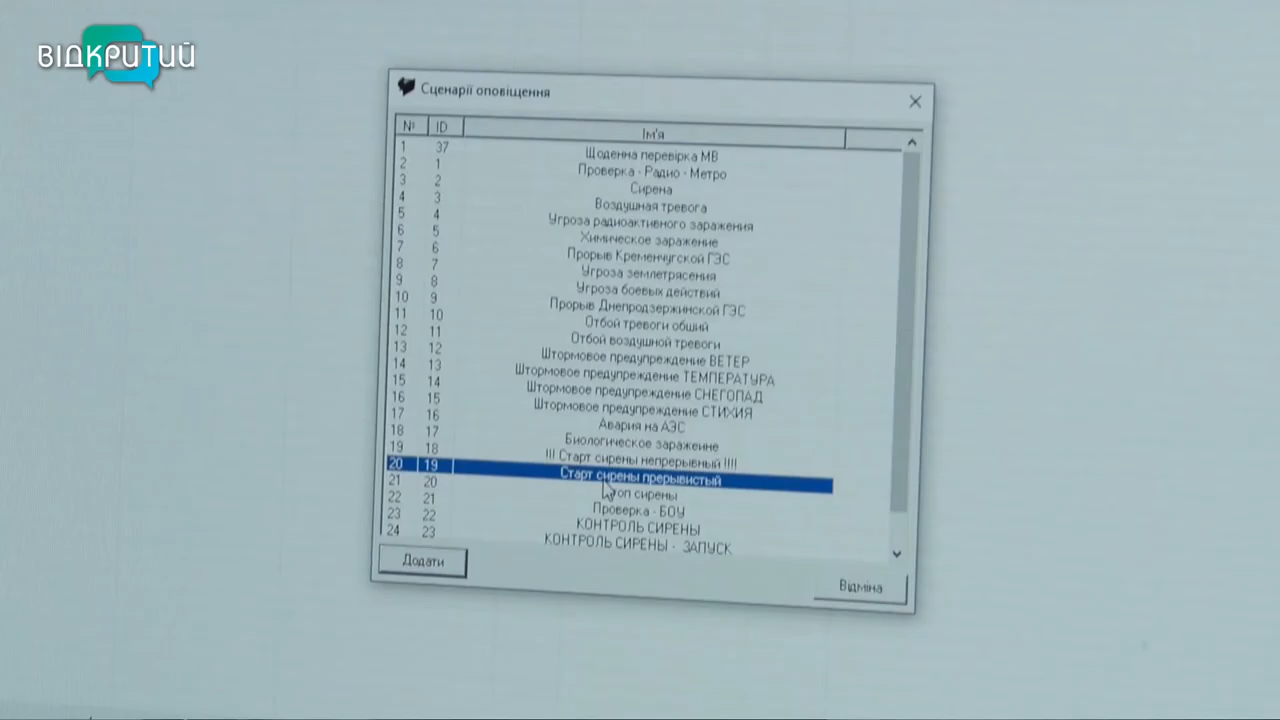 ВІДКРИТИЙ
Сценарії оповіщення
№ ID Ім'я
1 37 Щоденна перевірка МВ
2 1 Проверка - Радио - Метро
3 2 Сирена
4 3 Воздушная тревога
5 4 Угроза радиоактивного заражения
6 5 Химическое заражение
7 6 Прорыв Кременчугской ГЭС
8 7 Угроза землетрясения
9 8 Угроза боевых действий
10 9 Прорыв Днепродзержинской ГЭС
11 10 Отбой тревоги обший
12 11 Отбой воздушной тревоги
13 12 Штормовое предупреждение ВЕТЕР
14 13 Штормовое предупреждение ТЕМПЕРАТУРА
15 14 Штормовое предупреждение СНЕГОПАД
16 15 Штормовое предупреждение СТИХИЯ
17 16 Авария на АЭС
18 17 Биологическое заражеине
19 18 !!! Старт сирены непрерывный !!!!
20 19 Старт сирены прерывистый
21 20 Стоп сирены
22 21 Проверка - БОУ
23 22 КОНТРОЛЬ СИРЕНЫ
24 23 КОНТРОЛЬ СИРЕНЫ - ЗАПУСК
Додати
Відміна